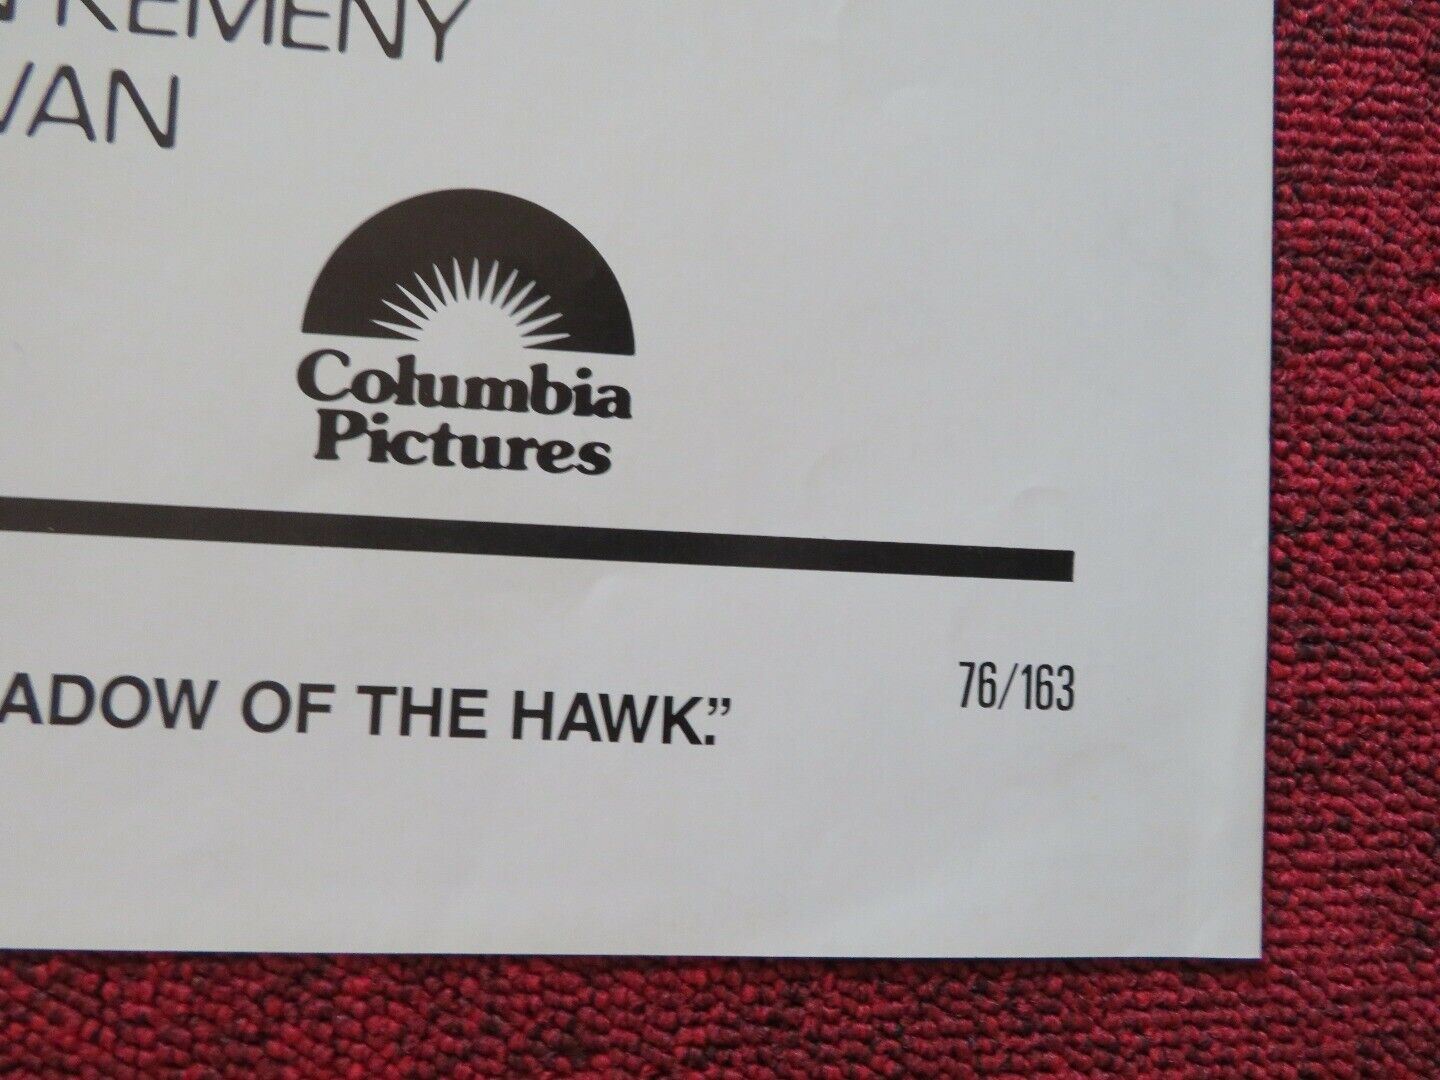 KEMENY
VAN
Columbia
Pictures
ADOW OF THE HAWK."
76/163